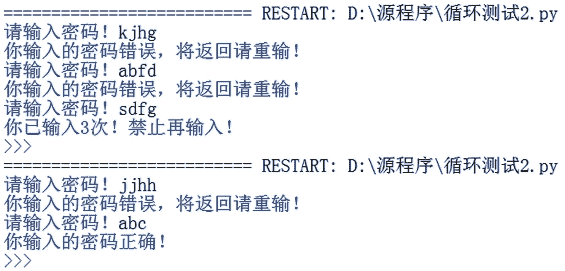 ========================== RESTART: D:\源程序\循环测试2.py
请输入密码！kjhg
你输入的密码错误，将返回请重输！
请输入密码！abfd
你输入的密码错误，将返回请重输！
请输入密码！sdfg
你已输入3次！禁止再输入！
>>>
========================== RESTART: D:\源程序\循环测试2.py
请输入密码！jjhh
你输入的密码错误，将返回请重输！
请输入密码！abc
你输入的密码正确！
>>>